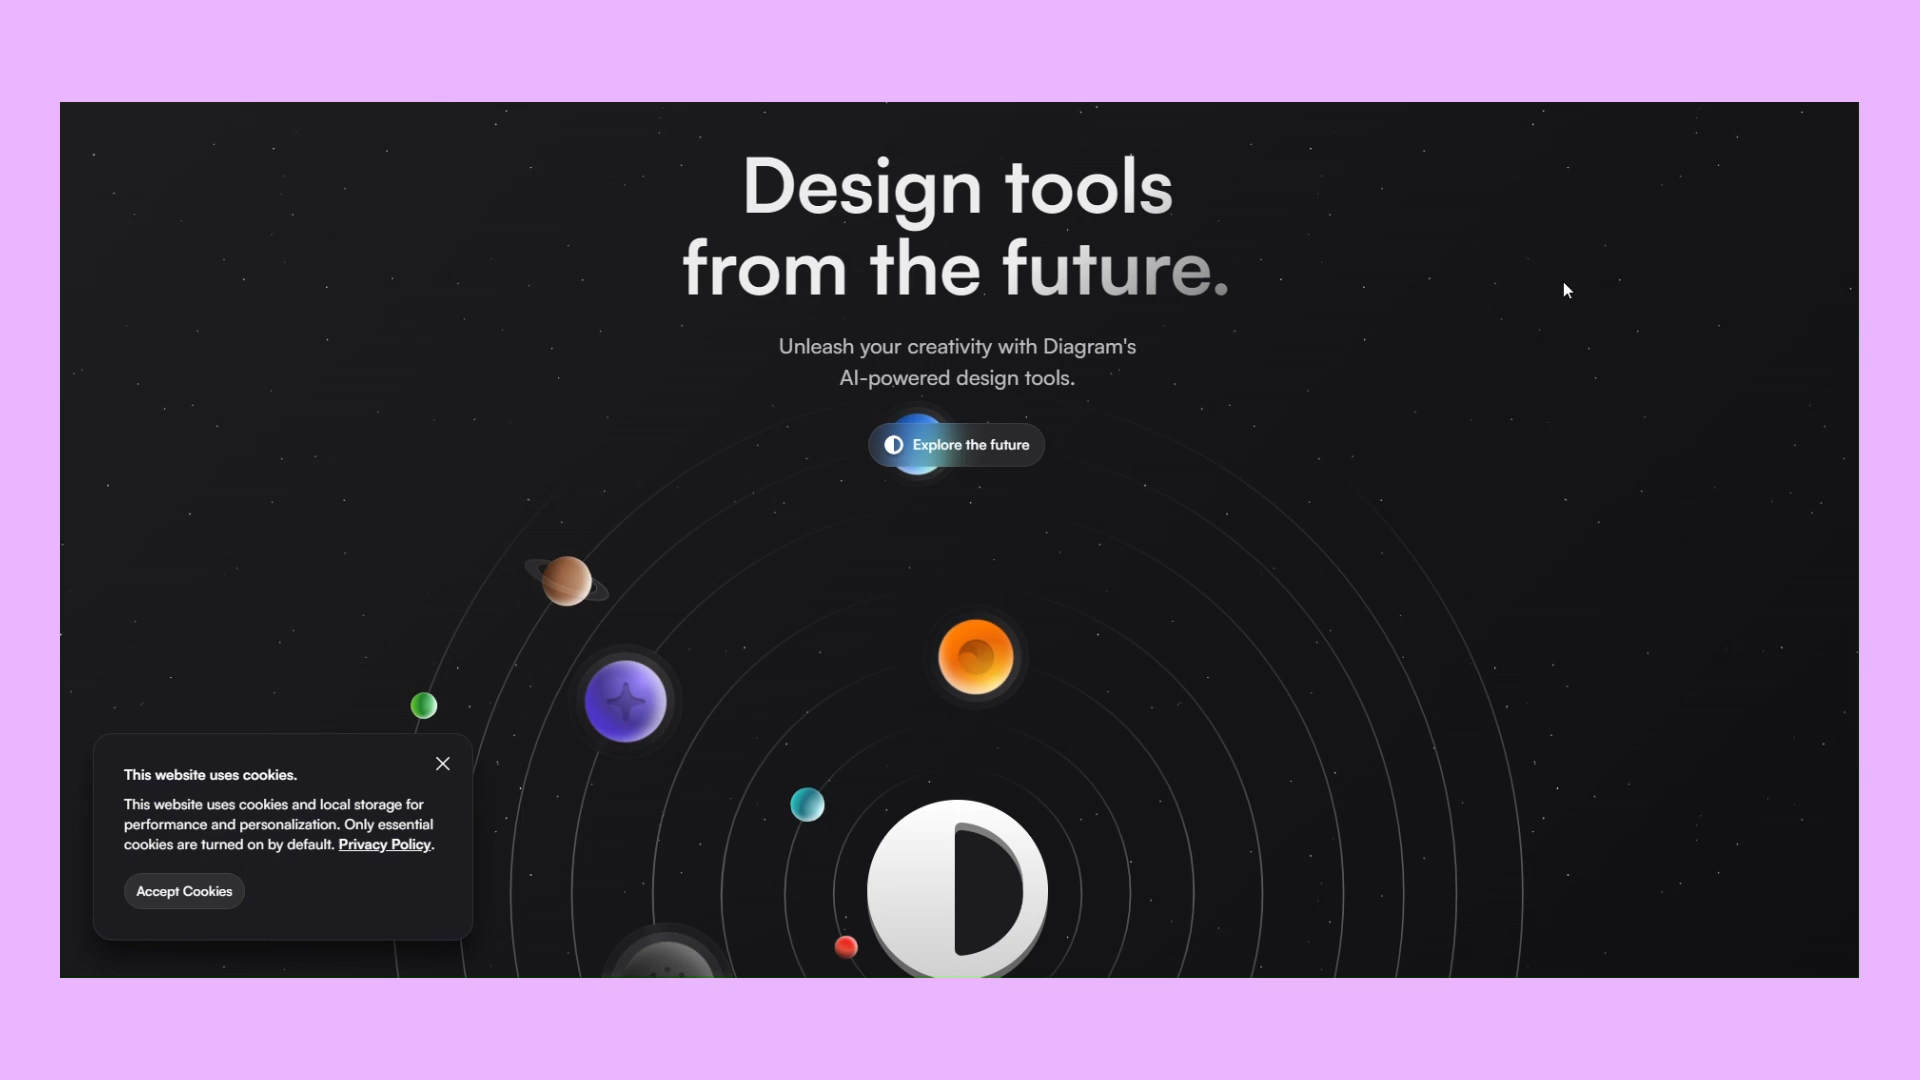 Design tools
from the future.
Unleash your creativity with Diagram's
AI-powered design tools.
Explore the future
This website uses cookies.
This website uses cookies and local storage for
performance and personalization. Only essential
cookies are turned on by default. Privacy Policy.
Accept Cookies